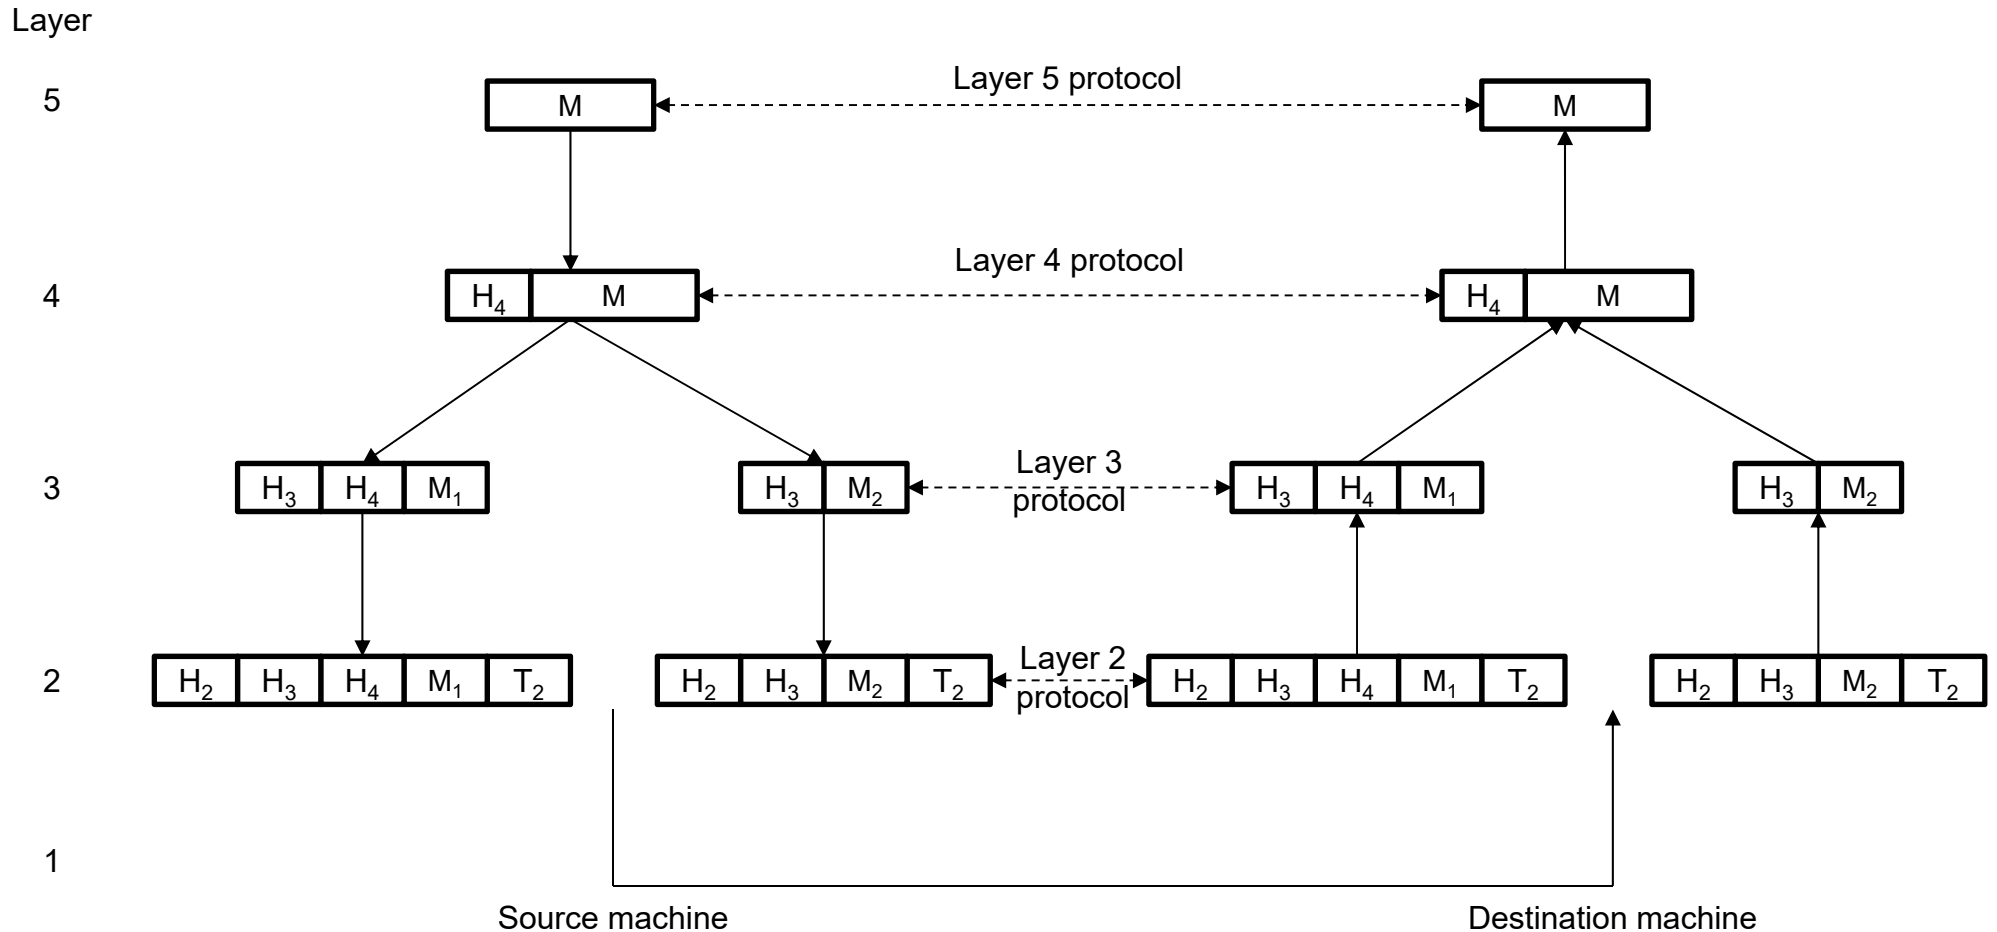 Layer
5 M Layer 5 protocol M
4 H₄ M Layer 4 protocol H₄ M
3 H₃ H₄ M₁ H₃ M₂ Layer 3 protocol H₃ H₄ M₁ H₃ M₂
2 H₂ H₃ H₄ M₁ T₂ H₂ H₃ M₂ T₂ Layer 2 protocol H₂ H₃ H₄ M₁ T₂ H₂ H₃ M₂ T₂
1
Source machine Destination machine